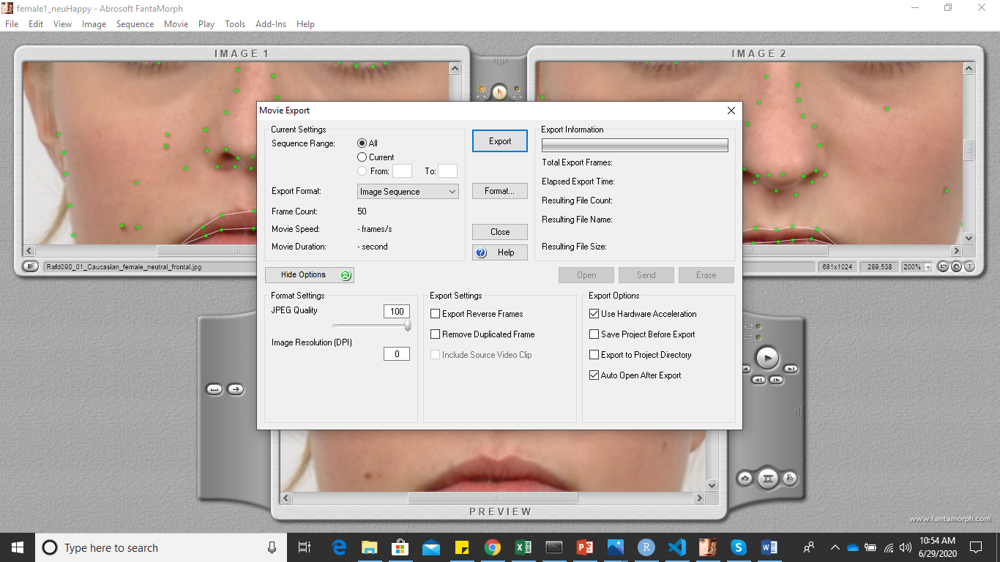 female1_neuHappy - Abrosoft FantaMorph
File Edit View Image Sequence Movie Play Tools Add-Ins Help
IMAGE 1
IMAGE 2
Movie Export
Current Settings
Sequence Range:
All
Current
From: To:
Export Format: Image Sequence
Frame Count: 50
Movie Speed: - frames/s
Movie Duration: - second
Export
Format...
Close
Help
Export Information
Total Export Frames:
Elapsed Export Time:
Resulting File Count:
Resulting File Name:
Resulting File Size:
Rafd090_01_Caucasian_female_neutral_frontal.jpg
681x1024 289,538 200%
T
Hide Options
Open Send Erase
Format Settings
JPEG Quality 100
Image Resolution (DPI)
0
Export Settings
Export Reverse Frames
Remove Duplicated Frame
Include Source Video Clip
Export Options
Use Hardware Acceleration
Save Project Before Export
Export to Project Directory
Auto Open After Export
PREVIEW
www.fantamorph.com
Type here to search
10:54 AM
6/29/2020